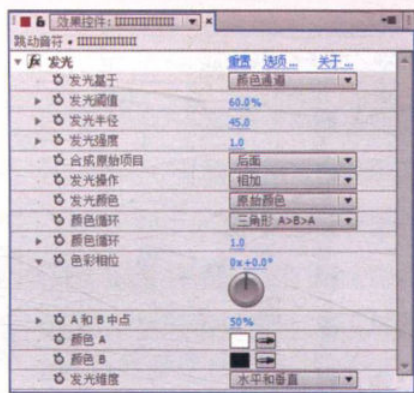 效果控件: IIIIIIIIIIIIII
跳动音符 • IIIIIIIIIIIIII
fx 发光 重置 选项... 关于...
发光基于 颜色通道
发光阈值 60.0%
发光半径 45.0
发光强度 1.0
合成原始项目 后面
发光操作 相加
发光颜色 原始颜色
颜色循环 三角形 A>B>A
颜色循环 1.0
色彩相位 0x+0.0°
A 和 B 中点 50%
颜色 A
颜色 B
发光维度 水平和垂直